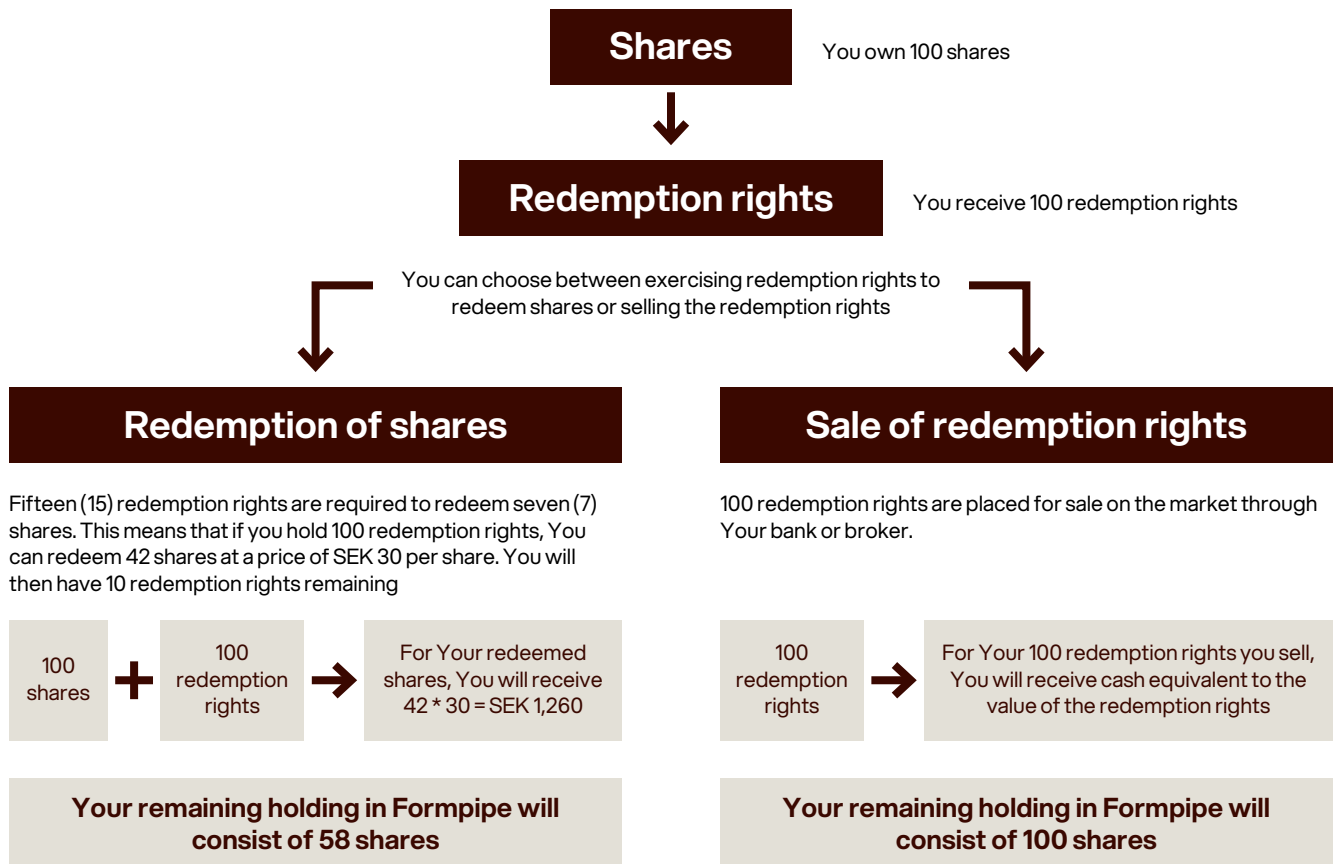 Shares
You own 100 shares
Redemption rights
You receive 100 redemption rights
You can choose between exercising redemption rights to
redeem shares or selling the redemption rights
Redemption of shares
Fifteen (15) redemption rights are required to redeem seven (7)
shares. This means that if you hold 100 redemption rights, You
can redeem 42 shares at a price of SEK 30 per share. You will
then have 10 redemption rights remaining
100
shares
+
100
redemption
rights
For Your redeemed
shares, You will receive
42 * 30 = SEK 1,260
Your remaining holding in Formpipe will
consist of 58 shares
Sale of redemption rights
100 redemption rights are placed for sale on the market through
Your bank or broker.
100
redemption
rights
For Your 100 redemption rights you sell,
You will receive cash equivalent to the
value of the redemption rights
Your remaining holding in Formpipe will
consist of 100 shares